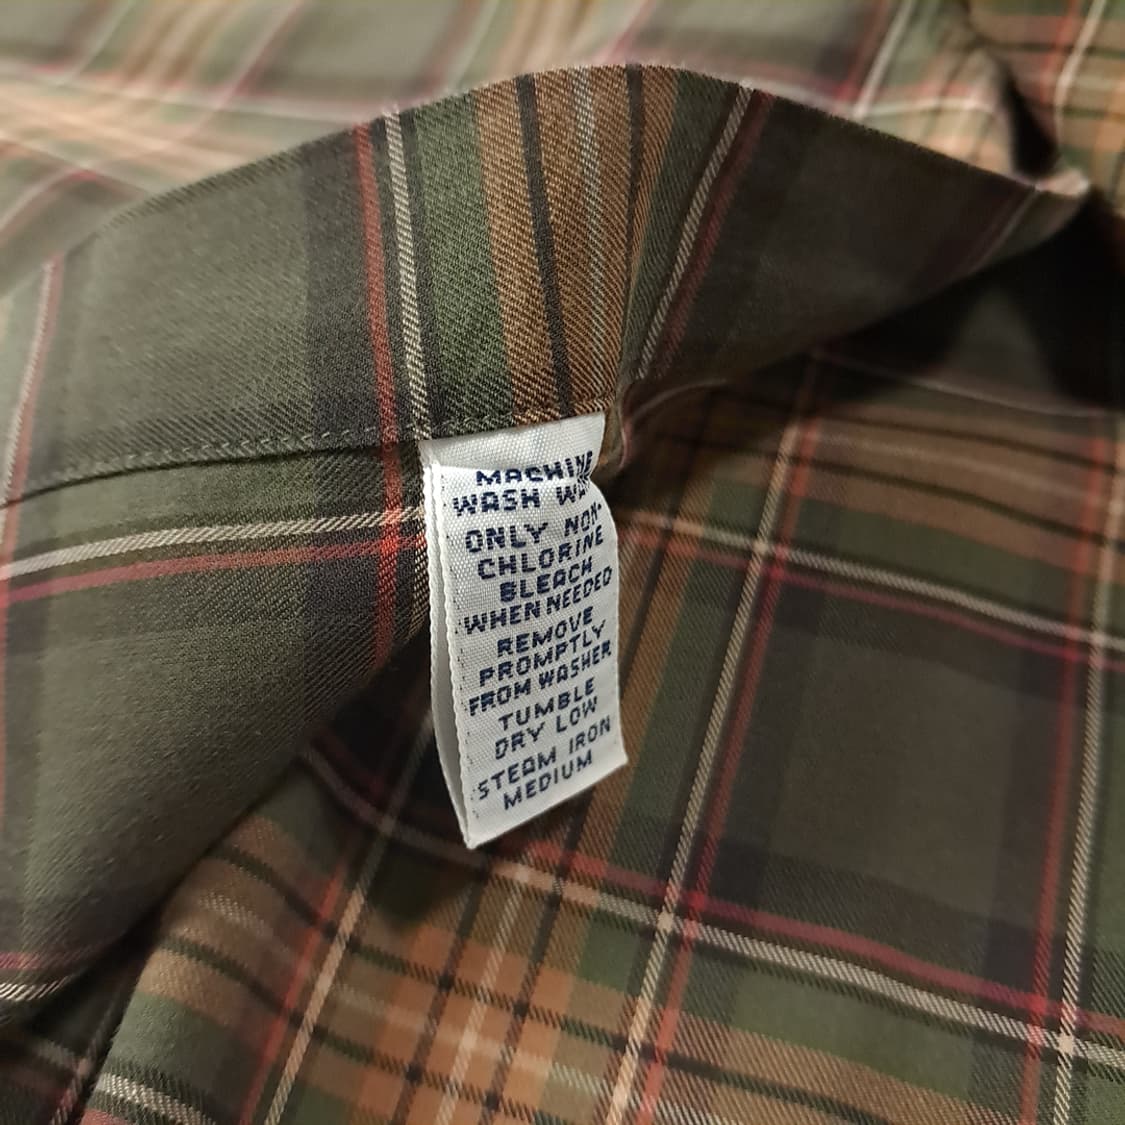 MACHINE
WASH
ONLY NON-
CHLORINE
BLEACH
WHEN NEEDED
REMOVE
PROMPTLY
FROM WASHER
TUMBLE
DRY LOW
STEAM IRON
MEDIUM